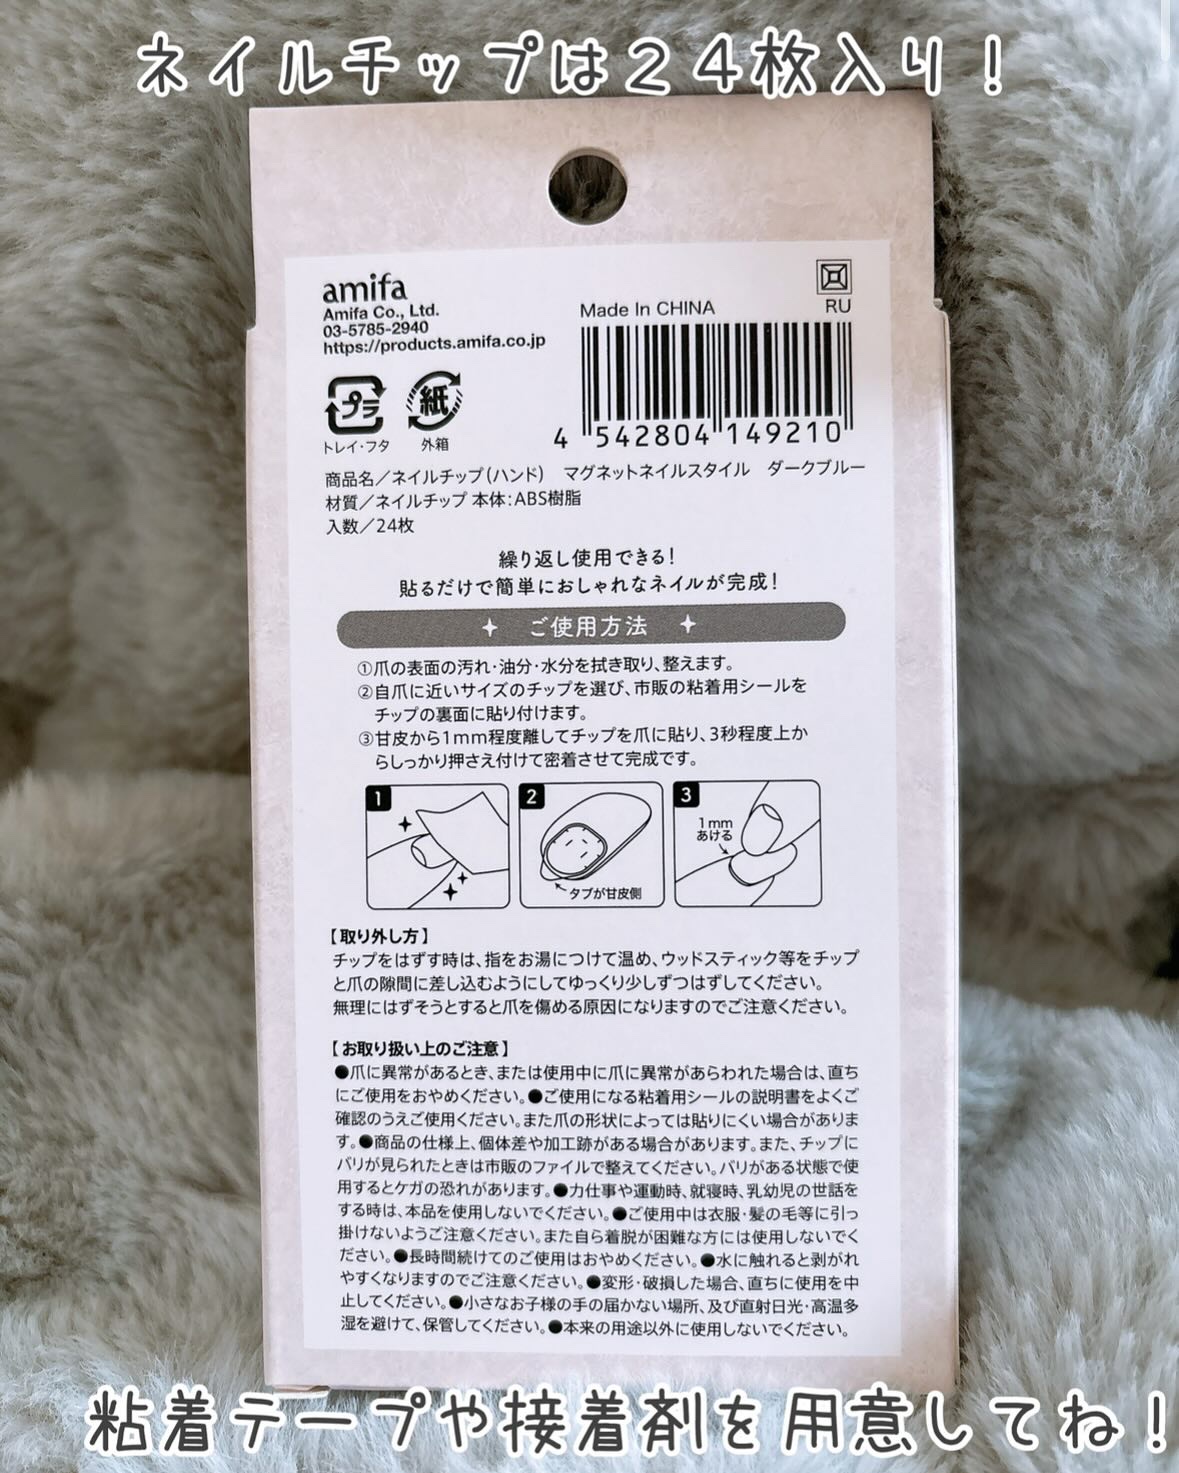 ネイルチップは24枚入り！
amifa
Amifa Co., Ltd.
03-5785-2940
https://products.amifa.co.jp
Made In CHINA
RU
プラ
紙
トレイ・フタ
外箱
4 542804 149210
商品名／ネイルチップ(ハンド)　マグネットネイルスタイル　ダークブルー
材質／ネイルチップ 本体：ABS樹脂
入数／24枚
繰り返し使用できる！
貼るだけで簡単におしゃれなネイルが完成！
ご使用方法
①爪の表面の汚れ・油分・水分を拭き取り、整えます。
②自爪に近いサイズのチップを選び、市販の粘着用シールを
チップの裏面に貼り付けます。
③甘皮から1mm程度離してチップを爪に貼り、3秒程度上か
らしっかり押さえ付けて密着させて完成です。
1
2
3
1mm
あける
タブが甘皮側
【取り外し方】
チップをはずす時は、指をお湯につけて温め、ウッドスティック等をチップ
と爪の隙間に差し込むようにしてゆっくり少しずつはずしてください。
無理にはずそうとすると爪を傷める原因になりますのでご注意ください。
【お取り扱い上のご注意】
●爪に異常があるとき、または使用中に爪に異常があらわれた場合は、直ち
にご使用をおやめください。●ご使用になる粘着用シールの説明書をよくご
確認のうえご使用ください。また爪の形状によっては貼りにくい場合がありま
す。●商品の仕様上、個体差や加工跡がある場合があります。また、チップに
バリが見られたときは市販のファイルで整えてください。バリがある状態で使
用するとケガの恐れがあります。●力仕事や運動時、就寝時、乳幼児の世話を
する時は、本品を使用しないでください。●ご使用中は衣服・髪の毛等に引っ
掛けないようご注意ください。また自ら着脱が困難な方には使用しないでく
ださい。●長時間続けてのご使用はおやめください。●水に触れると剥がれ
やすくなりますのでご注意ください。●変形・破損した場合、直ちに使用を中
止してください。●小さなお子様の手の届かない場所、及び直射日光・高温多
湿を避けて、保管してください。●本来の用途以外に使用しないでください。
粘着テープや接着剤を用意してね！